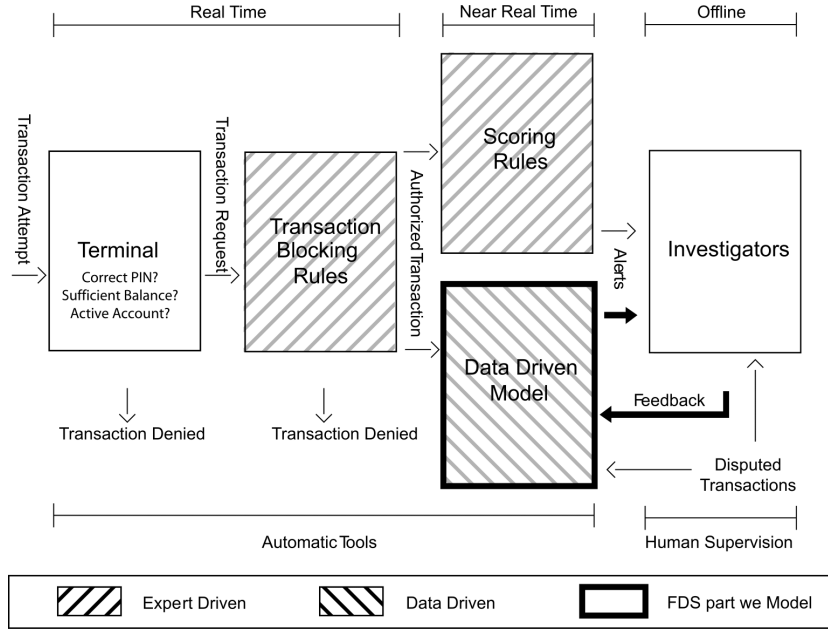 Real Time
Near Real Time
Offline
Transaction Attempt
Terminal
Correct PIN?
Sufficient Balance?
Active Account?
Transaction Denied
Transaction Request
Transaction
Blocking
Rules
Transaction Denied
Authorized Transaction
Scoring
Rules
Data Driven
Model
Alerts
Investigators
Feedback
Disputed
Transactions
Automatic Tools
Human Supervision
Expert Driven
Data Driven
FDS part we Model